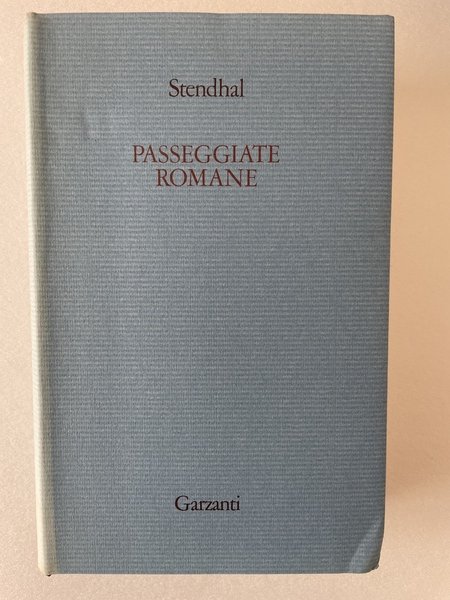 Stendhal
PASSEGGIATE
ROMANE
Garzanti